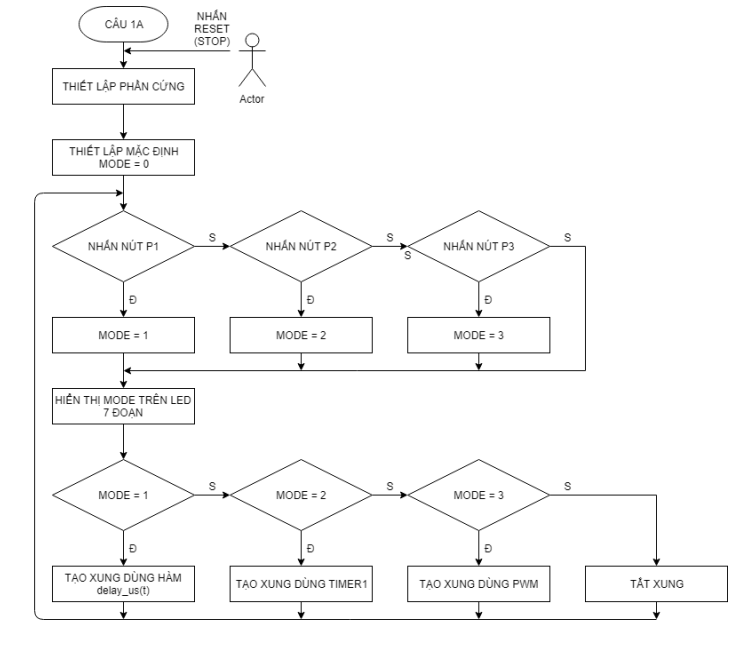 CÂU 1A
NHẤN
RESET
(STOP)
Actor
THIẾT LẬP PHẦN CỨNG
THIẾT LẬP MẶC ĐỊNH
MODE = 0
NHẤN NÚT P1
S
NHẤN NÚT P2
S
S
NHẤN NÚT P3
S
Đ
Đ
Đ
MODE = 1
MODE = 2
MODE = 3
HIỂN THỊ MODE TRÊN LED
7 ĐOẠN
MODE = 1
S
MODE = 2
S
MODE = 3
S
Đ
Đ
Đ
TẠO XUNG DÙNG HÀM
delay_us(t)
TẠO XUNG DÙNG TIMER1
TẠO XUNG DÙNG PWM
TẮT XUNG